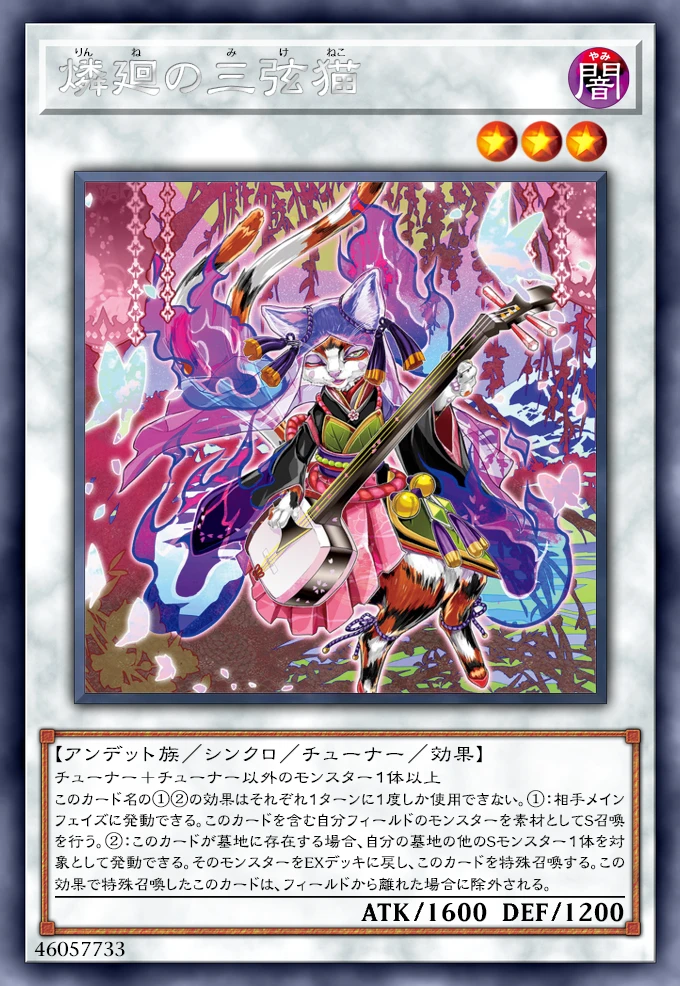 りん ね み け ねこ
燐廻の三弦猫
やみ
闇
【アンデット族／シンクロ／チューナー／効果】
チューナー＋チューナー以外のモンスター１体以上
このカード名の①②の効果はそれぞれ１ターンに１度しか使用できない。①：相手メイン
フェイズに発動できる。このカードを含む自分フィールドのモンスターを素材としてＳ召喚
を行う。②：このカードが墓地に存在する場合、自分の墓地の他のＳモンスター１体を対
象として発動できる。そのモンスターをEXデッキに戻し、このカードを特殊召喚する。この
効果で特殊召喚したこのカードは、フィールドから離れた場合に除外される。
ATK/1600 DEF/1200
46057733